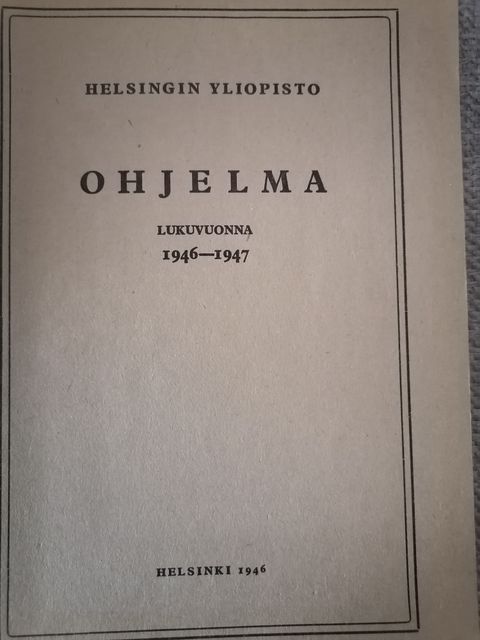 HELSINGIN YLIOPISTO
OHJELMA
LUKUVUONNA
1946—1947
HELSINKI 1946